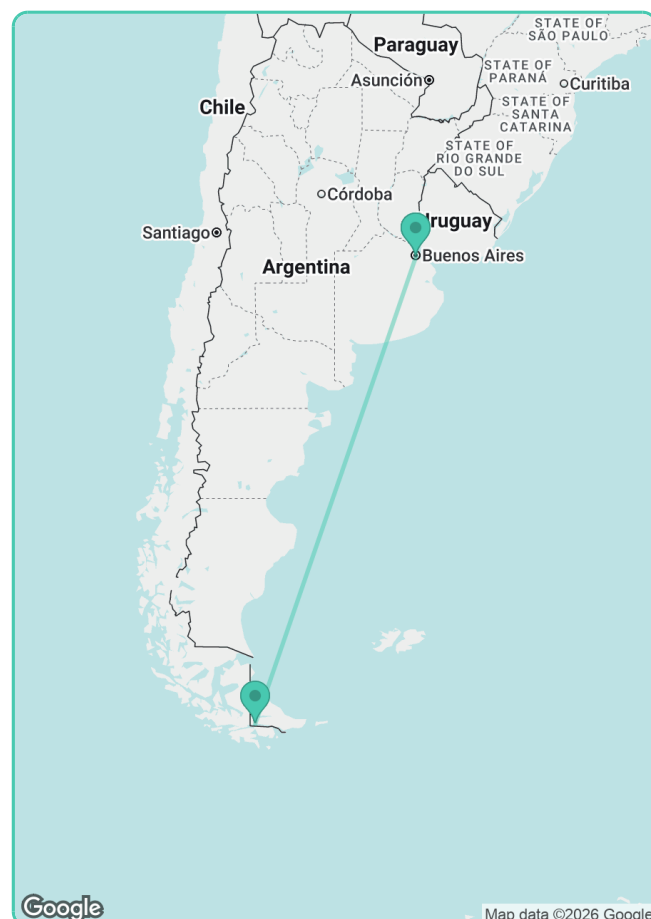 STATE OF
SÃO PAULO
Paraguay
STATE OF
PARANÁ
Asunción
Curitiba
Chile
STATE OF
SANTA
CATARINA
STATE OF
RIO GRANDE
DO SUL
Córdoba
Uruguay
Santiago
Buenos Aires
Argentina
Google
Map data ©2026 Google